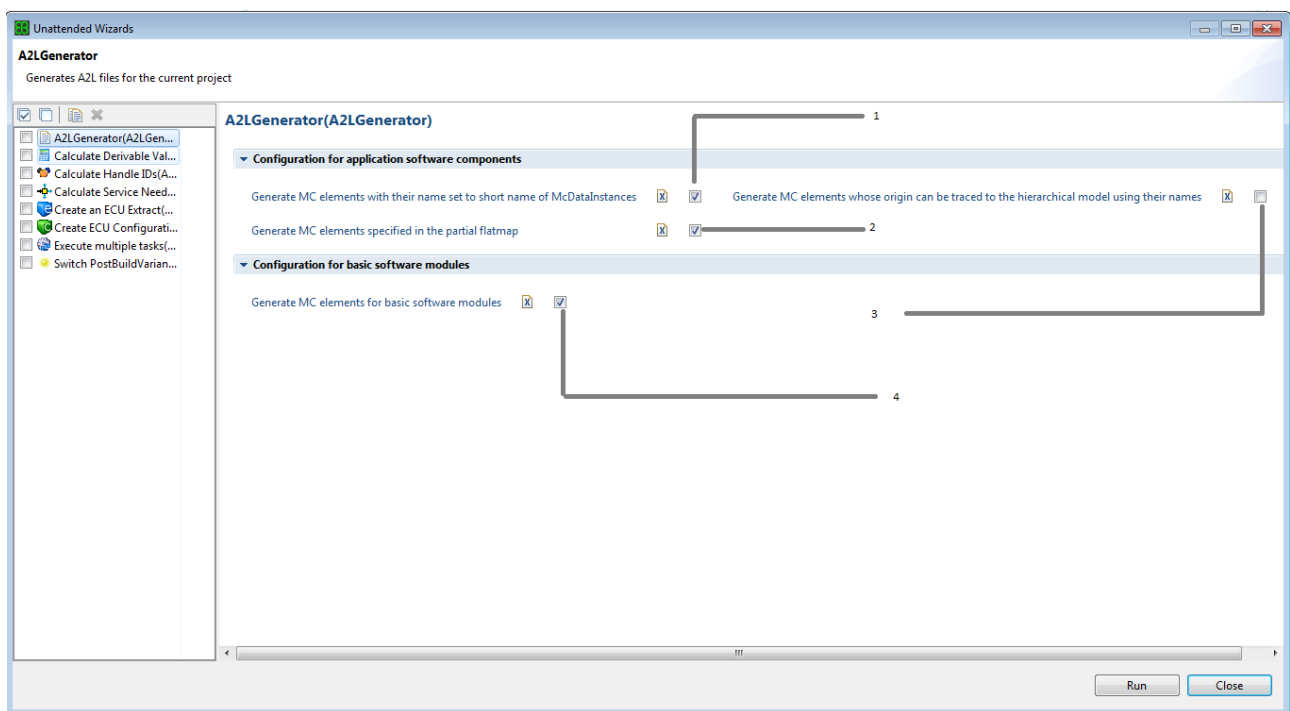 Unattended Wizards
A2LGenerator
Generates A2L files for the current project
A2LGenerator(A2LGen...
Calculate Derivable Val...
Calculate Handle IDs(A...
Calculate Service Need...
Create an ECU Extract(...
Create ECU Configurati...
Execute multiple tasks(...
Switch PostBuildVarian...
A2LGenerator(A2LGenerator)
1
Configuration for application software components
Generate MC elements with their name set to short name of McDataInstances
Generate MC elements whose origin can be traced to the hierarchical model using their names
Generate MC elements specified in the partial flatmap
2
Configuration for basic software modules
Generate MC elements for basic software modules
3
4
Run
Close